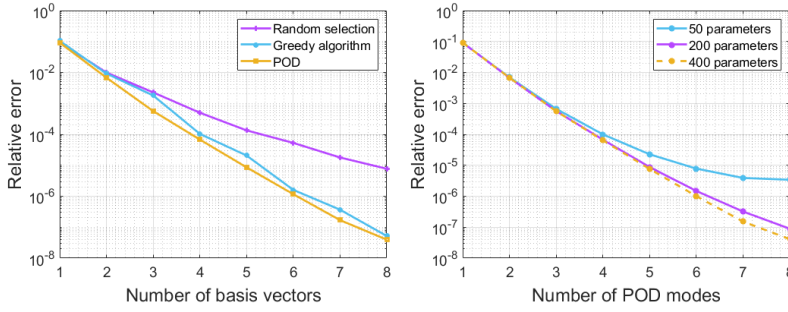 10^0
10^-2
10^-4
10^-6
10^-8
Relative error
1 2 3 4 5 6 7 8
Number of basis vectors
Random selection
Greedy algorithm
POD
10^0
10^-1
10^-2
10^-3
10^-4
10^-5
10^-6
10^-7
10^-8
Relative error
1 2 3 4 5 6 7 8
Number of POD modes
50 parameters
200 parameters
400 parameters